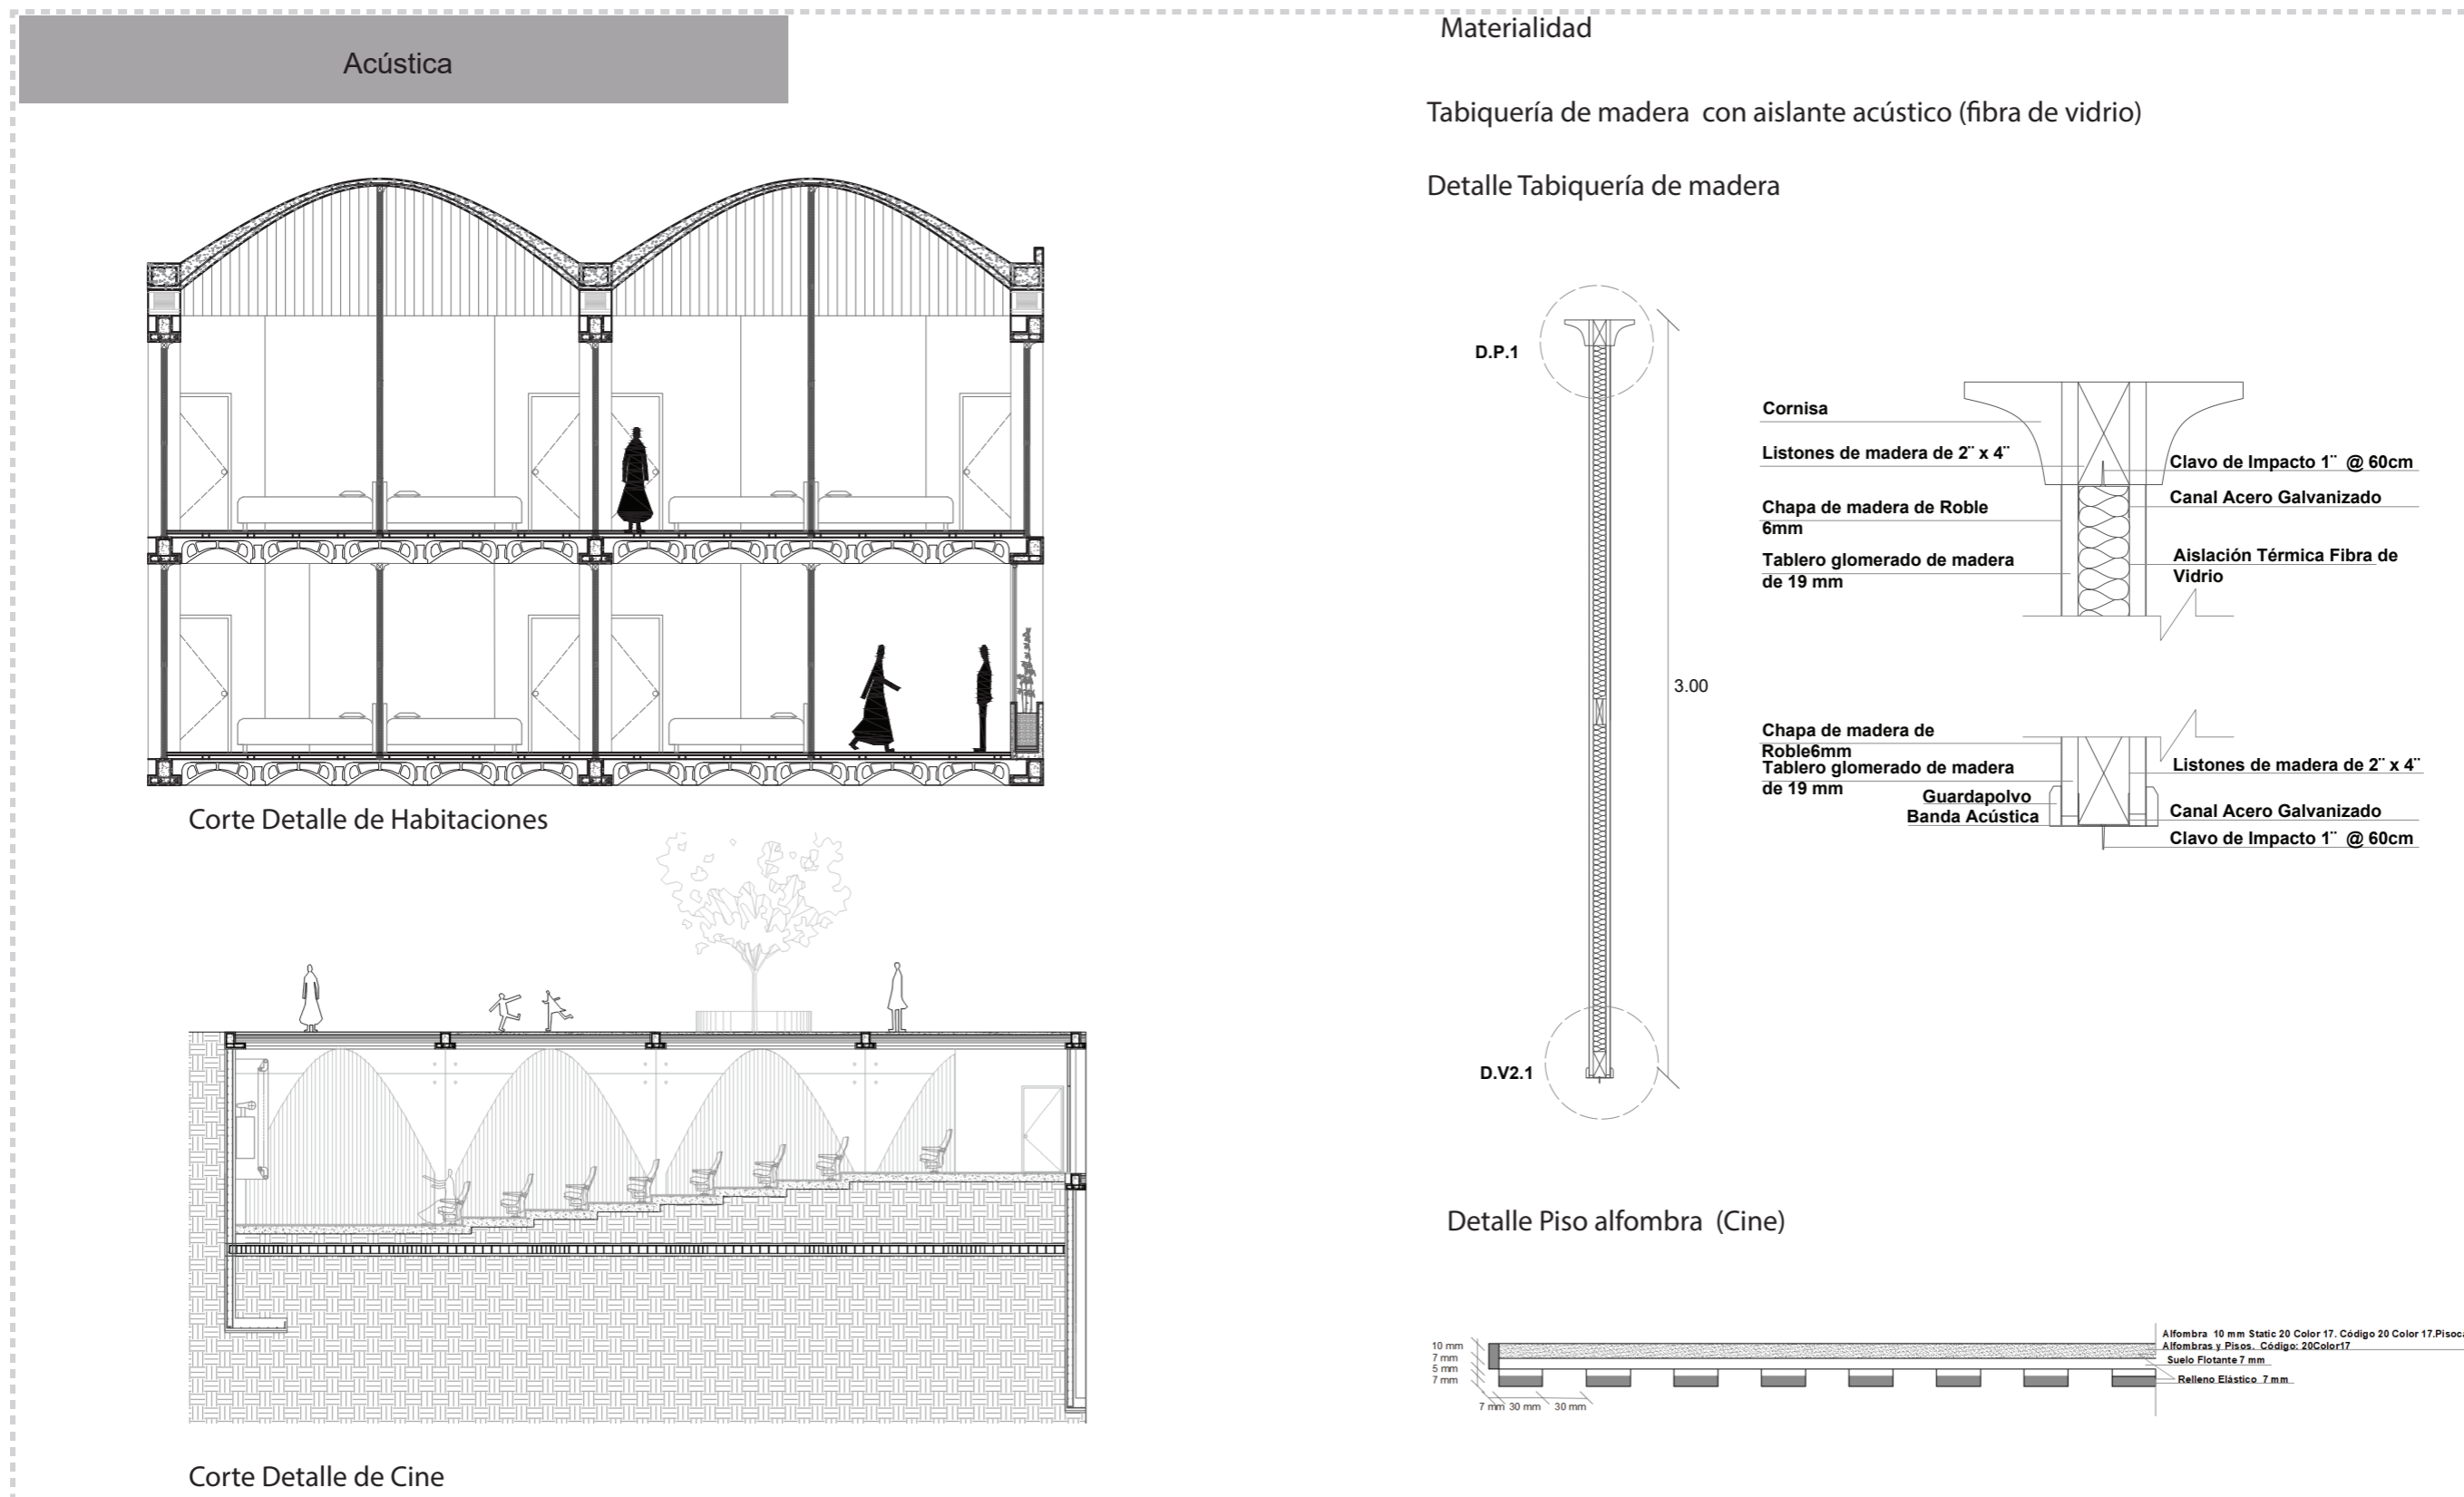 Acústica
Corte Detalle de Habitaciones
Corte Detalle de Cine
Materialidad
Tabiquería de madera con aislante acústico (fibra de vidrio)
Detalle Tabiquería de madera
D.P.1
3.00
D.V2.1
Cornisa
Listones de madera de 2¨ x 4¨
Chapa de madera de Roble
6mm
Tablero glomerado de madera
de 19 mm
Clavo de Impacto 1¨ @ 60cm
Canal Acero Galvanizado
Aislación Térmica Fibra de
Vidrio
Chapa de madera de
Roble6mm
Tablero glomerado de madera
de 19 mm
Guardapolvo
Banda Acústica
Listones de madera de 2¨ x 4¨
Canal Acero Galvanizado
Clavo de Impacto 1¨ @ 60cm
Detalle Piso alfombra (Cine)
10 mm
7 mm
5 mm
7 mm
7 mm 30 mm 30 mm
Alfombra 10 mm Static 20 Color 17. Código 20 Color 17.Pisoca
Alfombras y Pisos. Código: 20Color17
Suelo Flotante 7 mm
Relleno Elástico 7 mm